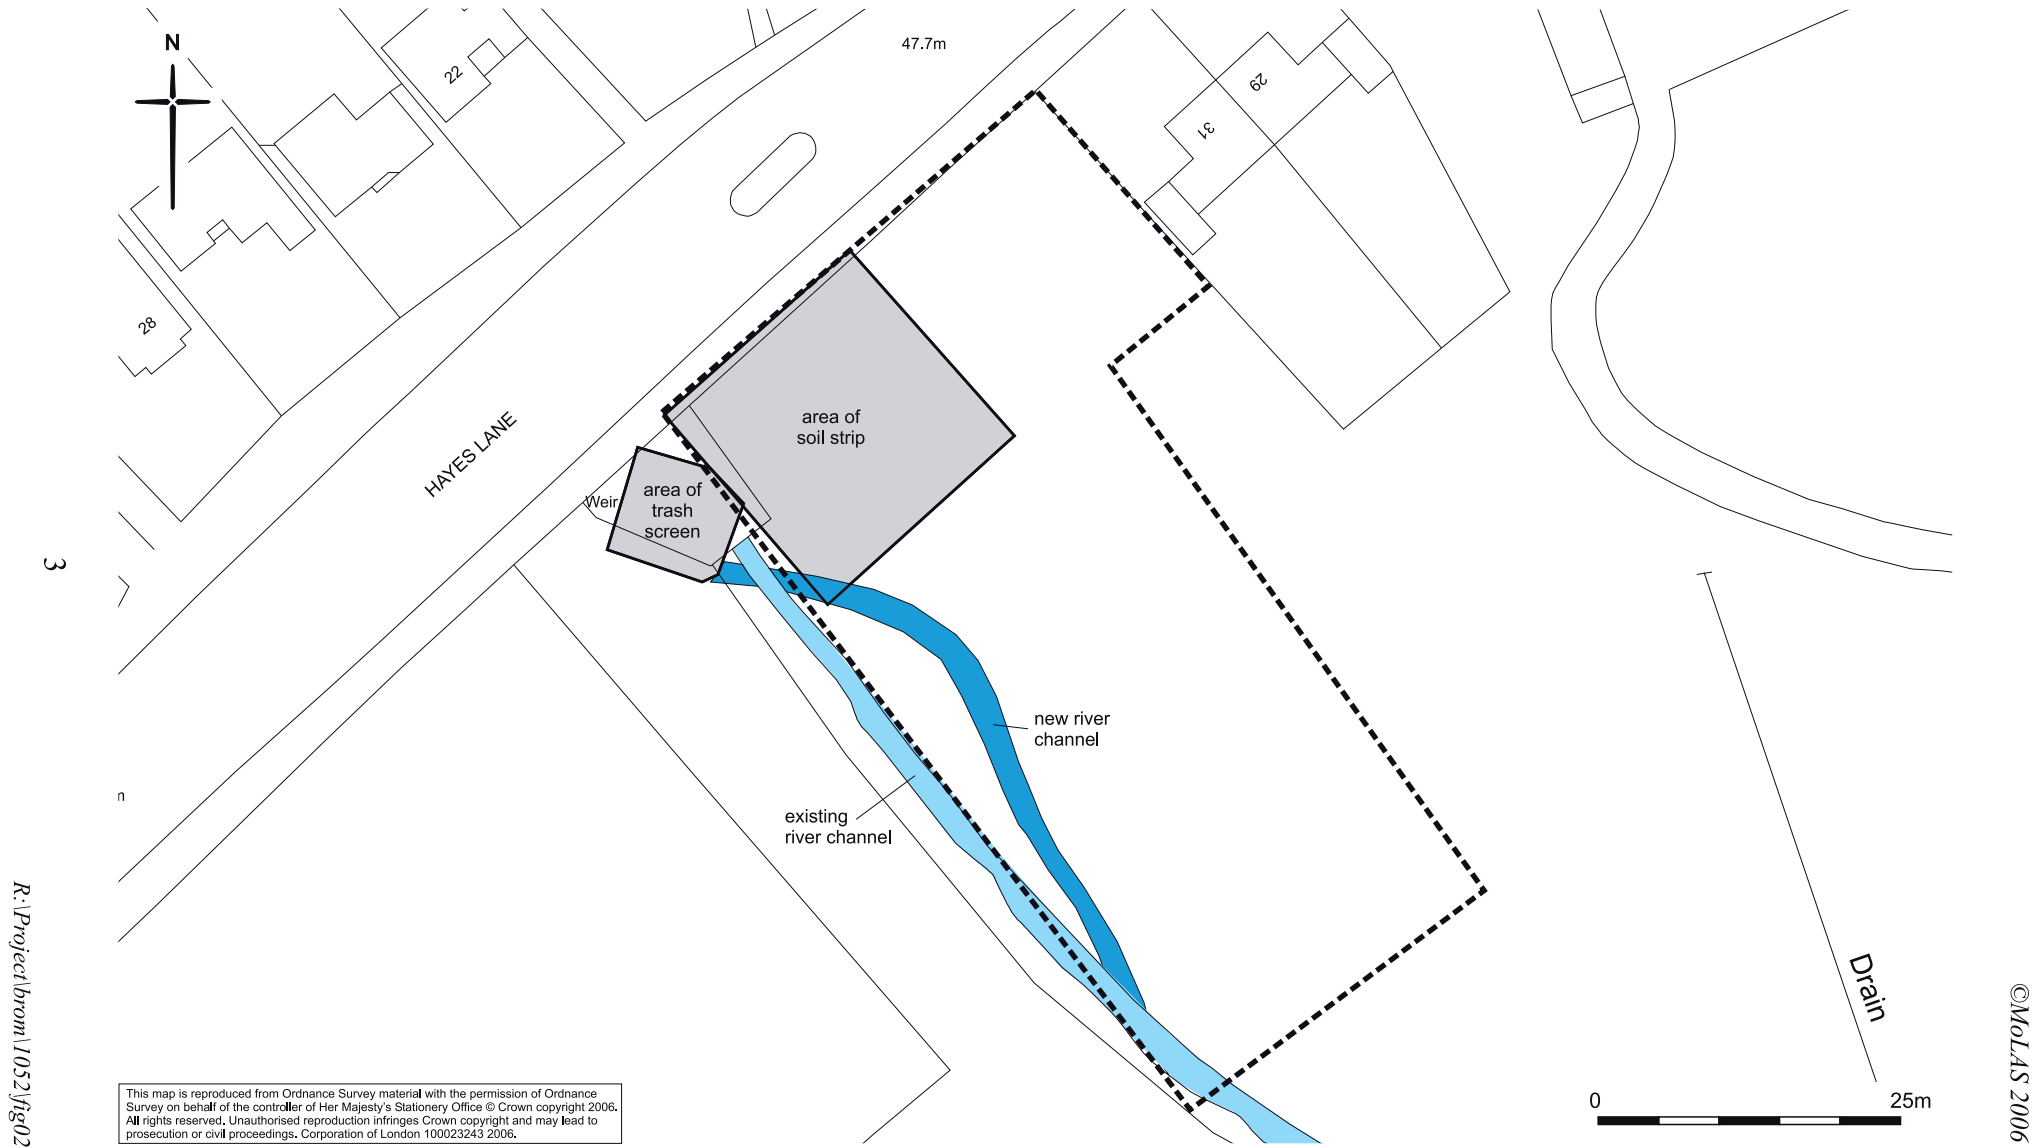 N
47.7m
22
29
31
28
HAYES LANE
area of
soil strip
Weir
area of
trash
screen
new river
channel
existing
river channel
m
Drain
0
25m
This map is reproduced from Ordnance Survey material with the permission of Ordnance
Survey on behalf of the controller of Her Majesty's Stationery Office © Crown copyright 2006.
All rights reserved. Unauthorised reproduction infringes Crown copyright and may lead to
prosecution or civil proceedings. Corporation of London 100023243 2006.
3
R:\Project\brom\1052\fig02
©MoLAS 2006